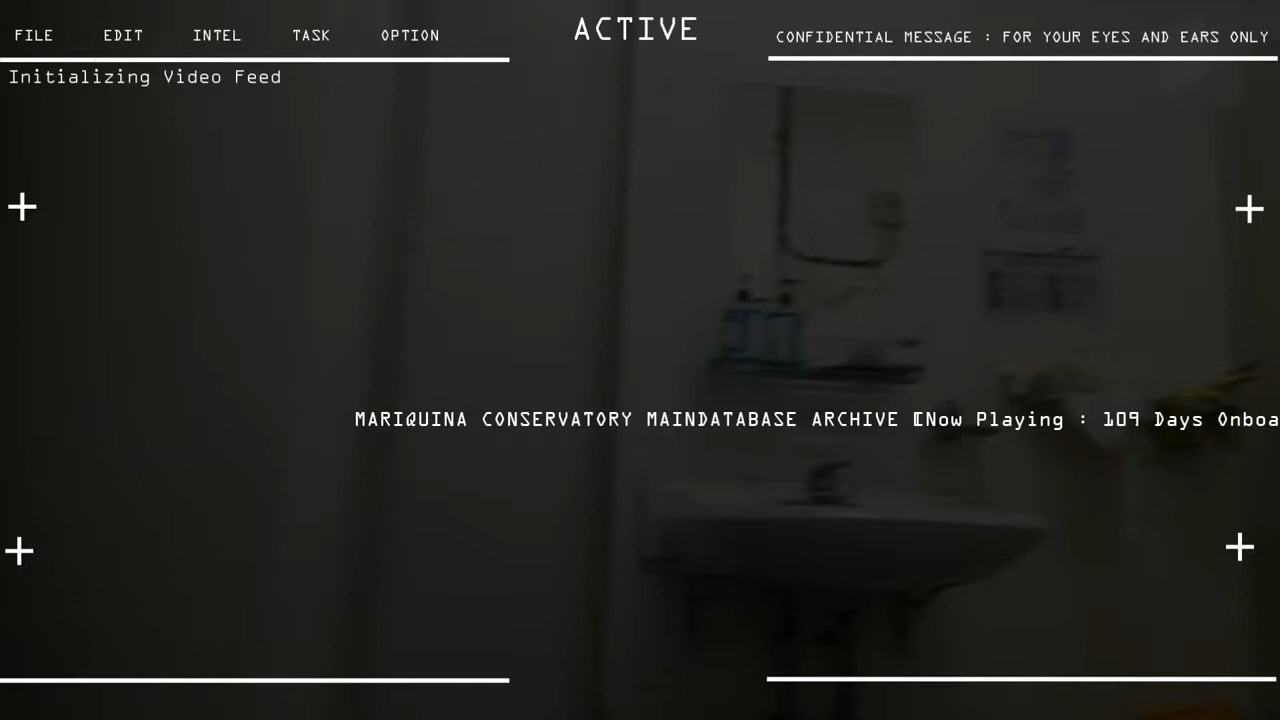 FILE EDIT INTEL TASK OPTION
ACTIVE
CONFIDENTIAL MESSAGE : FOR YOUR EYES AND EARS ONLY
Initializing Video Feed
MARIQUINA CONSERVATORY MAINDATABASE ARCHIVE [Now Playing : 109 Days Onboa